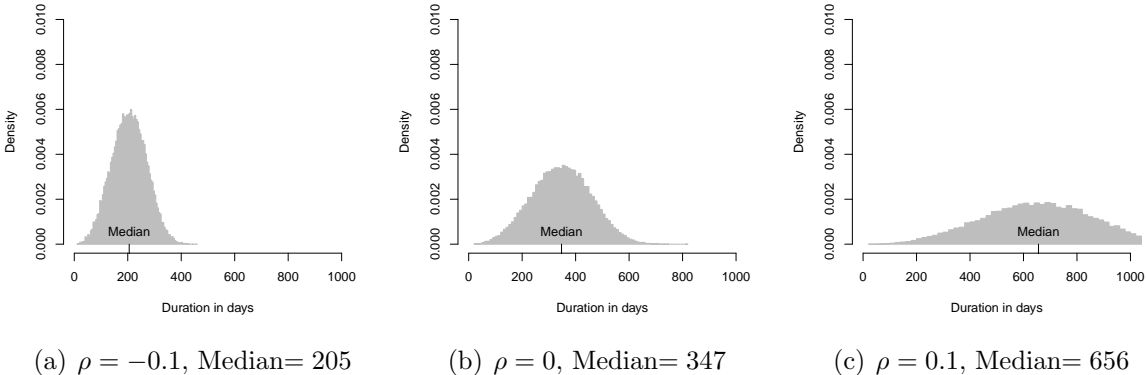 0.010
0.008
0.006
0.004
0.002
0.000
Density
Median
0 200 400 600 800 1000
Duration in days
(a) ρ = −0.1, Median= 205
0.010
0.008
0.006
0.004
0.002
0.000
Density
Median
0 200 400 600 800 1000
Duration in days
(b) ρ = 0, Median= 347
0.010
0.008
0.006
0.004
0.002
0.000
Density
Median
0 200 400 600 800 1000
Duration in days
(c) ρ = 0.1, Median= 656